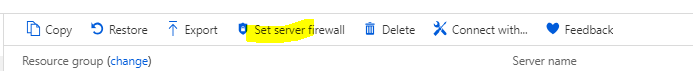 Copy Restore Export Set server firewall Delete Connect with... Feedback
Resource group (change) Server name